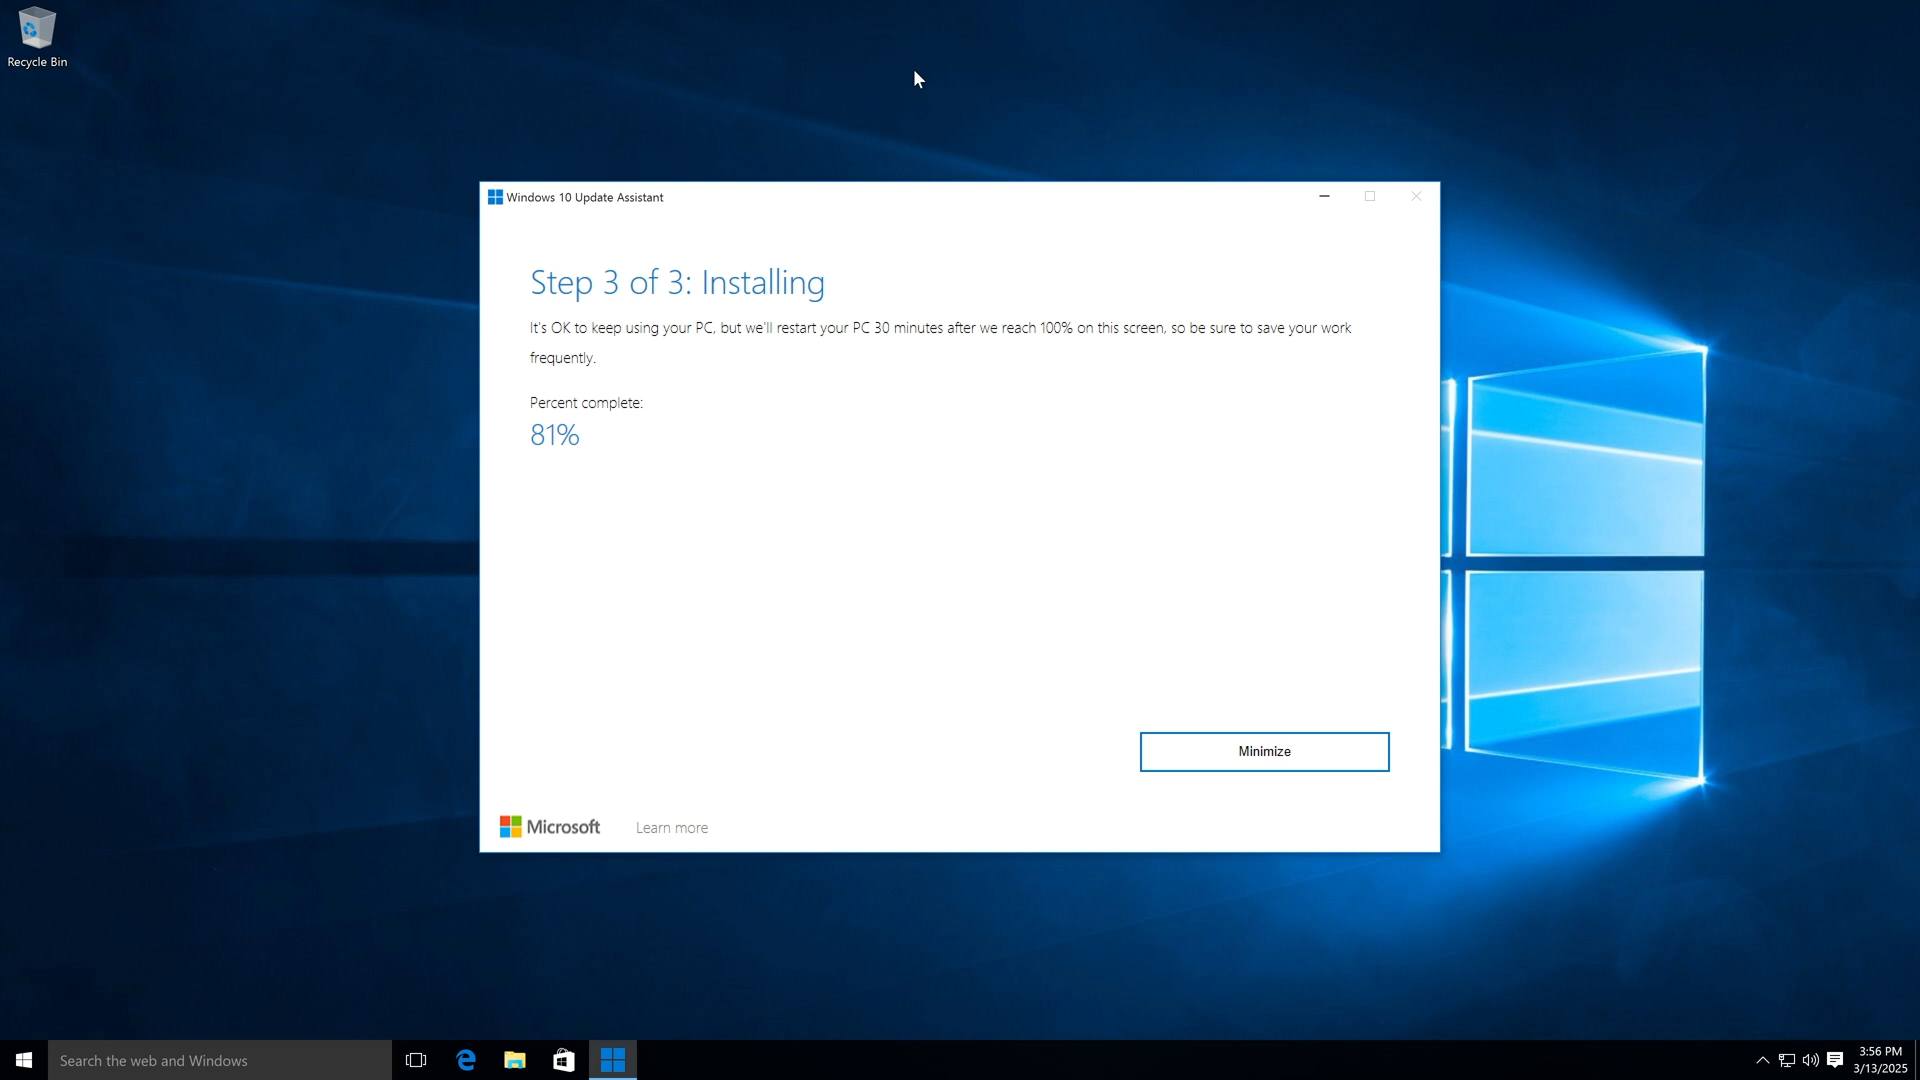 Recycle Bin
Windows 10 Update Assistant
Step 3 of 3: Installing
It's OK to keep using your PC, but we'll restart your PC 30 minutes after we reach 100% on this screen, so be sure to save your work
frequently.
Percent complete:
81%
Minimize
Microsoft
Learn more
Search the web and Windows
3:56 PM
3/13/2025